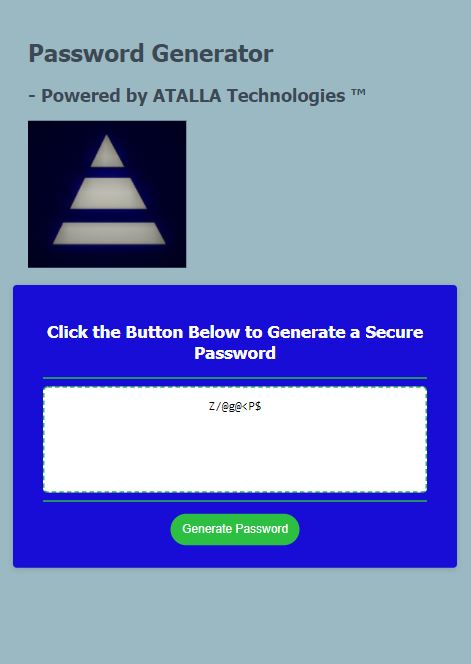 Password Generator
- Powered by ATALLA Technologies ™
Click the Button Below to Generate a Secure
Password
Z/@g@<P$
Generate Password